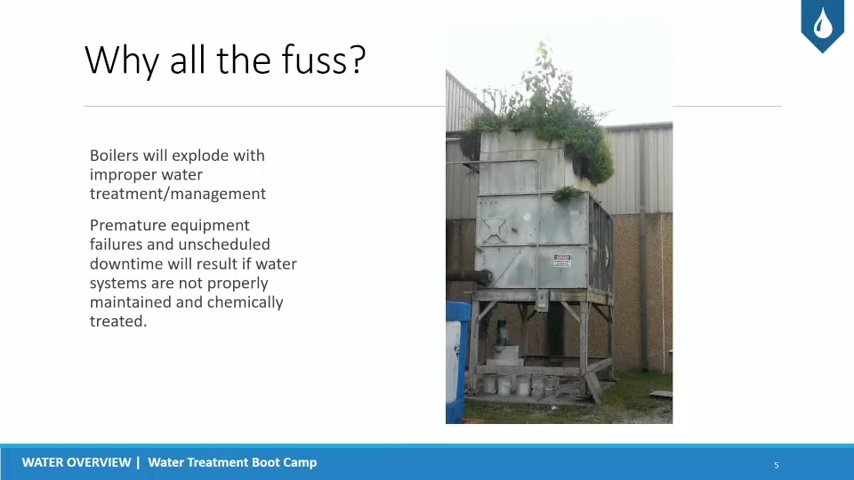 Why all the fuss?
Boilers will explode with
improper water
treatment/management
Premature equipment
failures and unscheduled
downtime will result if water
systems are not properly
maintained and chemically
treated.
WATER OVERVIEW | Water Treatment Boot Camp
5